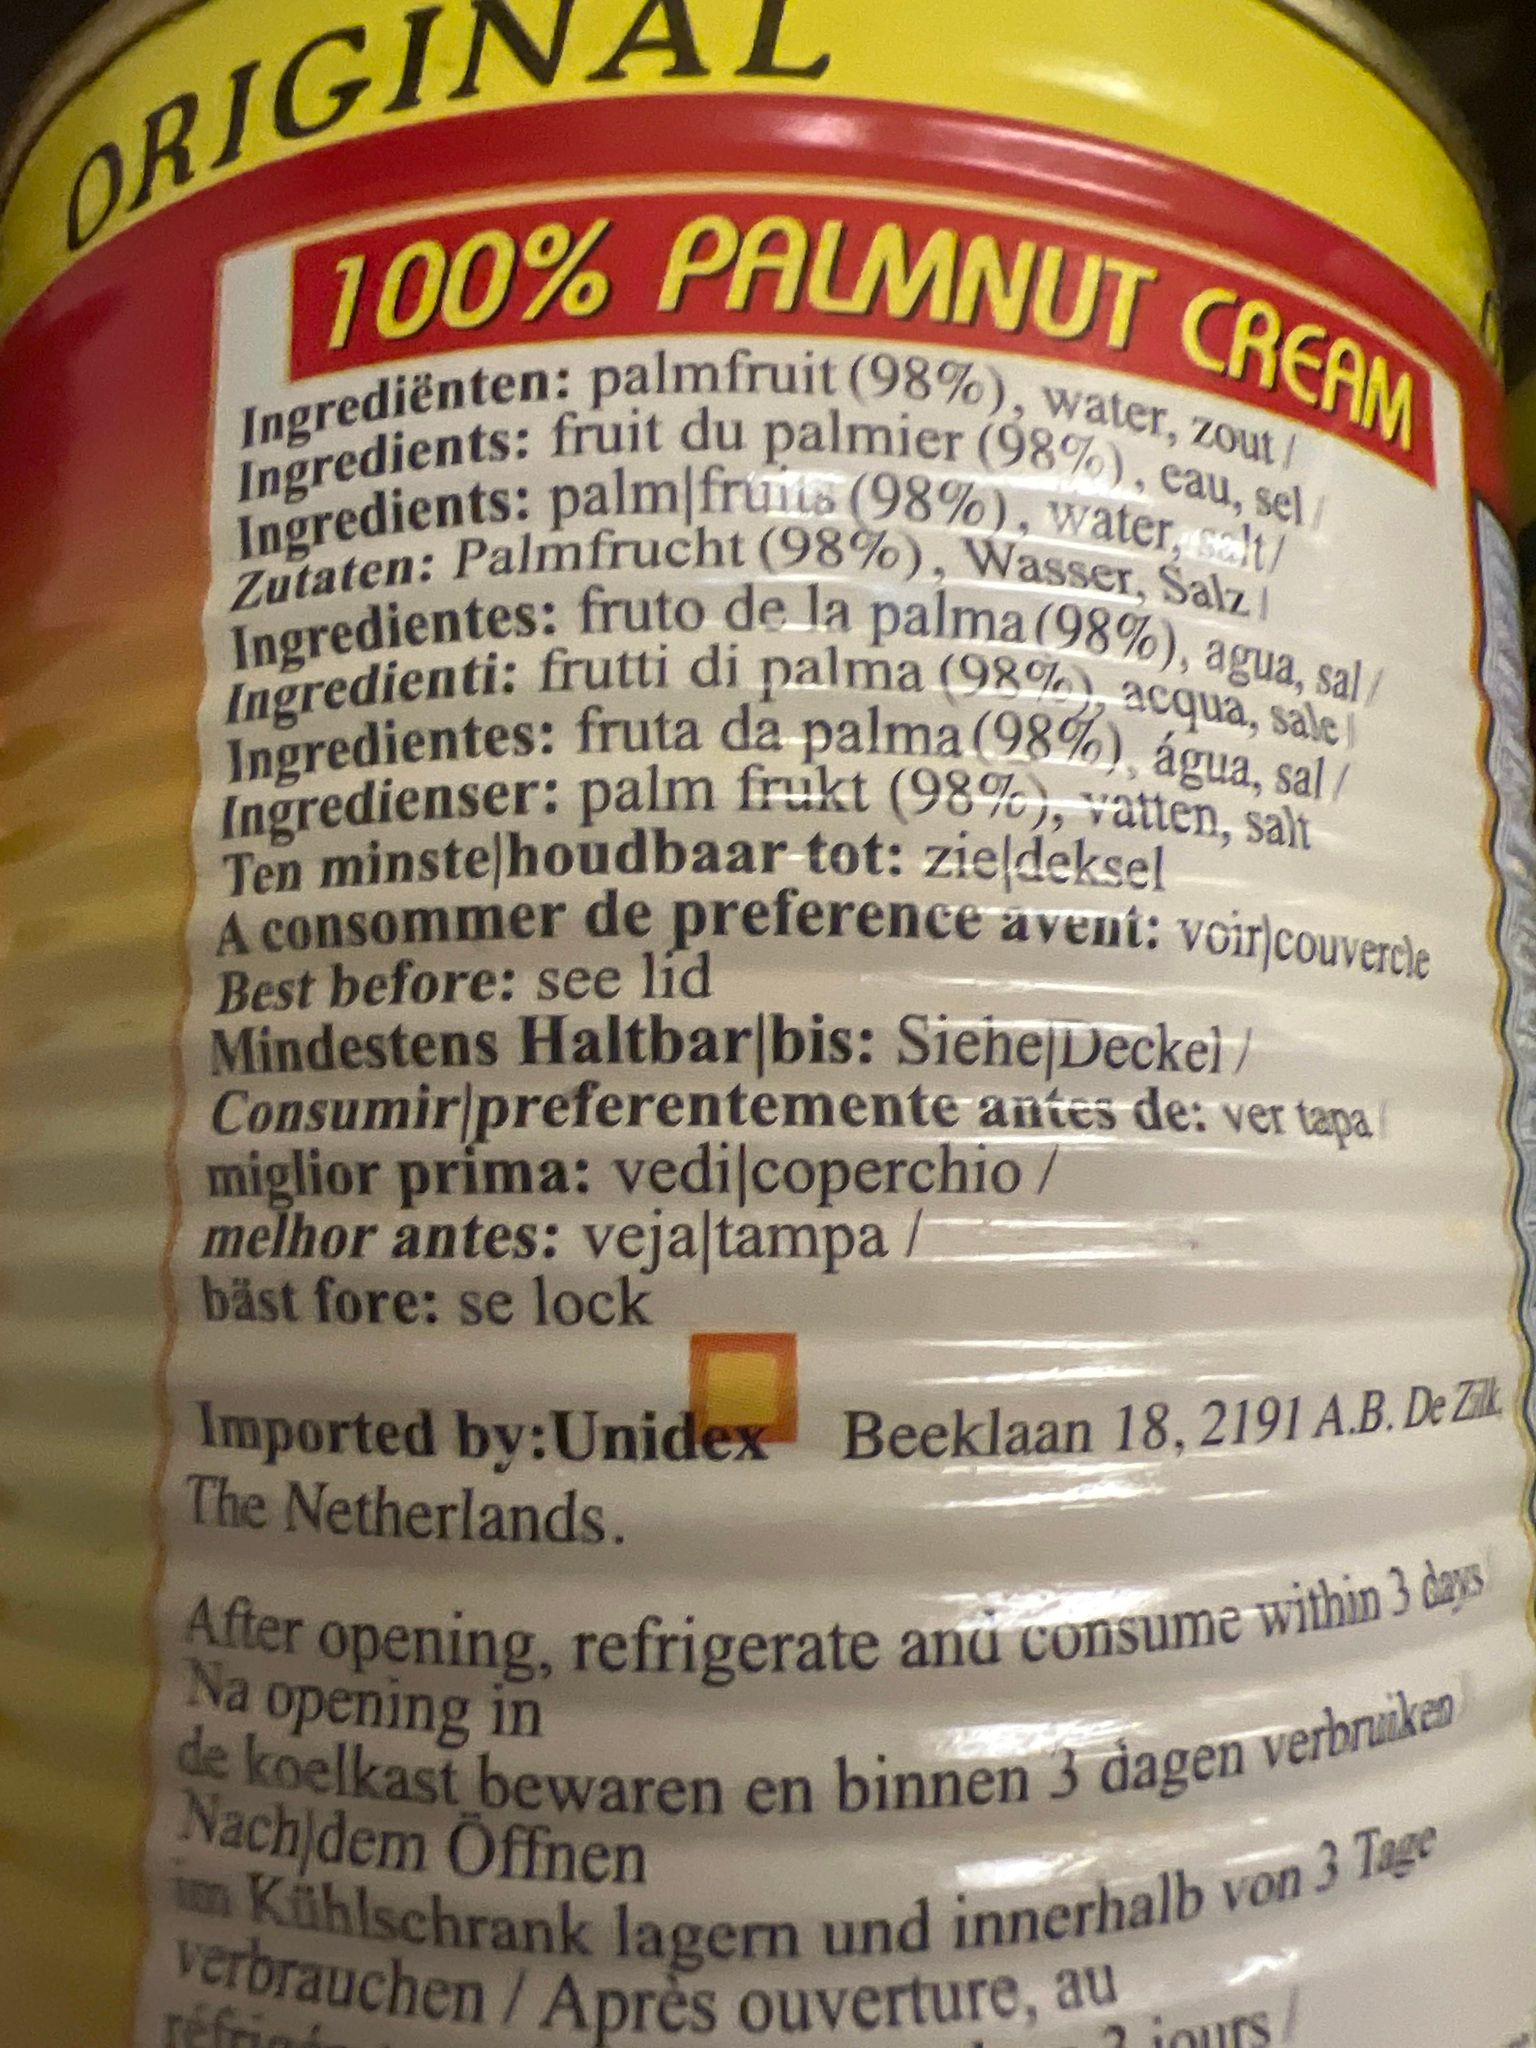 ORIGINAL
100% PALMNUT CREAM
Ingrediënten: palmfruit (98%), water, zout /
Ingredients: fruit du palmier (98%), eau, sel /
Ingredients: palm|fruits (98%), water, salt/
Zutaten: Palmfrucht (98%), Wasser, Salz |
Ingredientes: fruto de la palma (98%), agua, sal /
Ingredienti: frutti di palma (98%), acqua, sale |
Ingredientes: fruta da palma (98%), água, sal /
Ingredienser: palm frukt (98%), vatten, salt
Ten minste|houdbaar tot: zie|deksel
A consommer de preference avent: voir|couvercle
Best before: see lid
Mindestens Haltbar|bis: Siehe|Deckel /
Consumir|preferentemente antes de: ver tapa /
miglior prima: vedi|coperchio /
melhor antes: veja|tampa /
bäst fore: se lock
Imported by:Unidex Beeklaan 18, 2191 A.B. De Zilk,
The Netherlands.
After opening, refrigerate and consume within 3 days /
Na opening in
de koelkast bewaren en binnen 3 dagen verbruiken /
Nach|dem Öffnen
im Kühlschrank lagern und innerhalb von 3 Tage
verbrauchen / Après ouverture, au
3 jours /